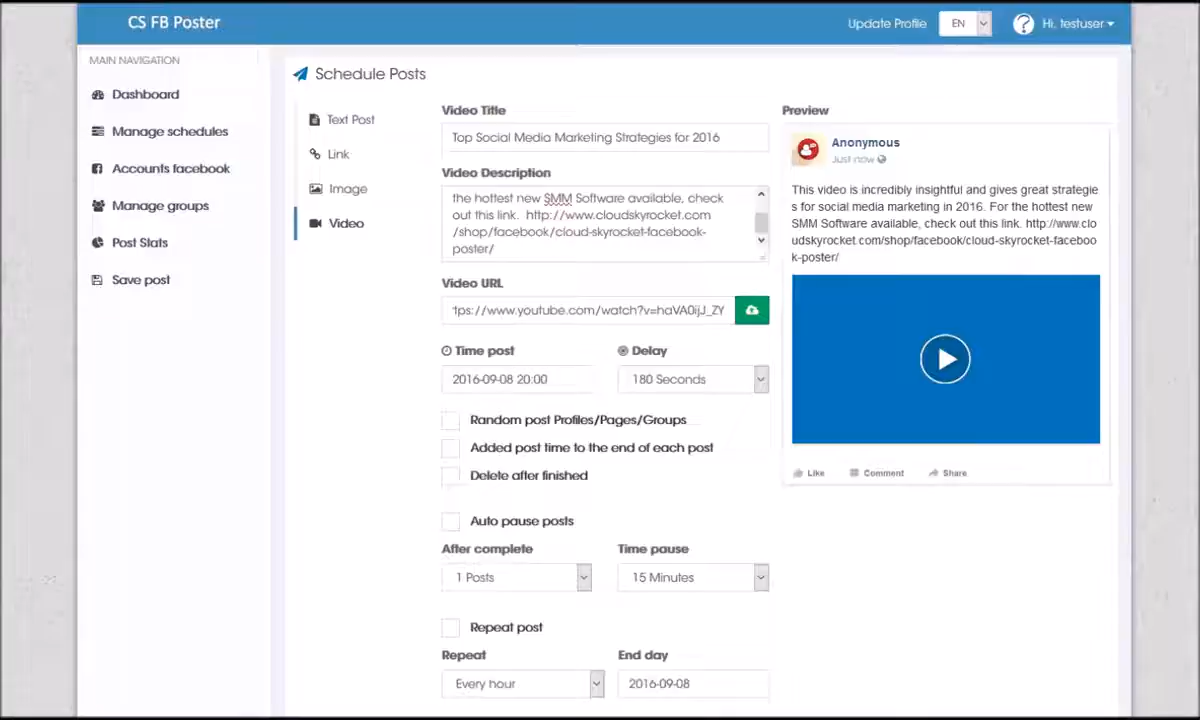 CS FB Poster
Update Profile
EN
?
Hi, testuser
MAIN NAVIGATION
Dashboard
Manage schedules
Accounts facebook
Manage groups
Post Stats
Save post
Schedule Posts
Text Post
Link
Image
Video
Video Title
Top Social Media Marketing Strategies for 2016
Video Description
the hottest new SMM Software available, check
out this link. http://www.cloudskyrocket.com
/shop/facebook/cloud-skyrocket-facebook-
poster/
Video URL
tps://www.youtube.com/watch?v=haVA0ijJ_ZY
Time post
Delay
2016-09-08 20:00
180 Seconds
Random post Profiles/Pages/Groups
Added post time to the end of each post
Delete after finished
Auto pause posts
After complete
Time pause
1 Posts
15 Minutes
Repeat post
Repeat
End day
Every hour
2016-09-08
Preview
Anonymous
Just now
This video is incredibly insightful and gives great strategie
s for social media marketing in 2016. For the hottest new
SMM Software available, check out this link. http://www.clo
udskyrocket.com/shop/facebook/cloud-skyrocket-faceboo
k-poster/
Like
Comment
Share